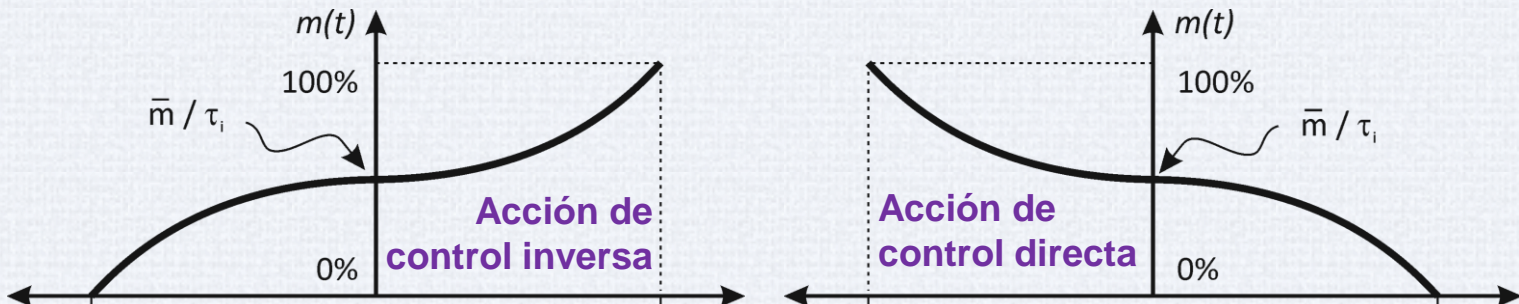 m(t)
100%
m̅ / τᵢ
Acción de
control inversa
0%
m(t)
100%
m̅ / τᵢ
Acción de
control directa
0%